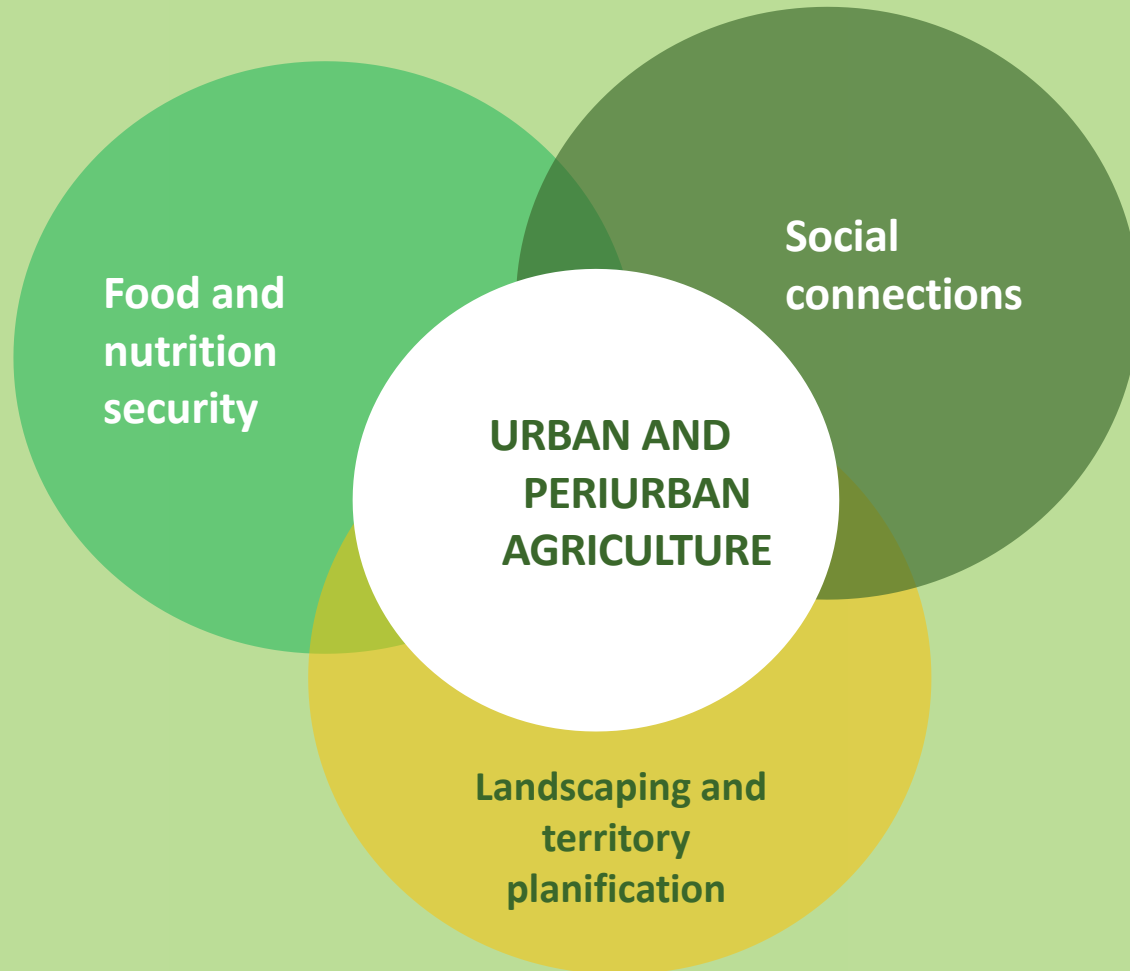 Food and
nutrition
security
Social
connections
URBAN AND
PERIURBAN
AGRICULTURE
Landscaping and
territory
planification